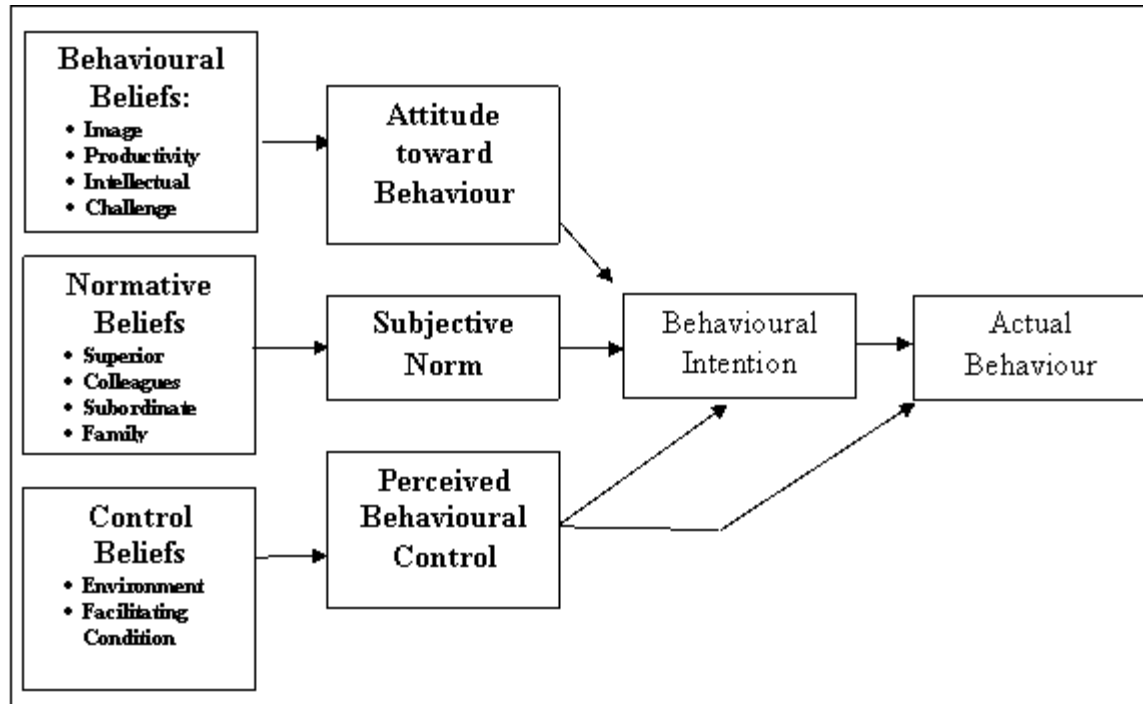 Behavioural
Beliefs:
• Image
• Productivity
• Intellectual
• Challenge
Attitude
toward
Behaviour
Normative
Beliefs
• Superior
• Colleagues
• Subordinate
• Family
Subjective
Norm
Behavioural
Intention
Actual
Behaviour
Control
Beliefs
• Environment
• Facilitating
Condition
Perceived
Behavioural
Control